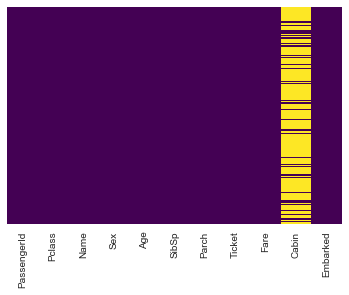 PassengerId
Pclass
Name
Sex
Age
SibSp
Parch
Ticket
Fare
Cabin
Embarked